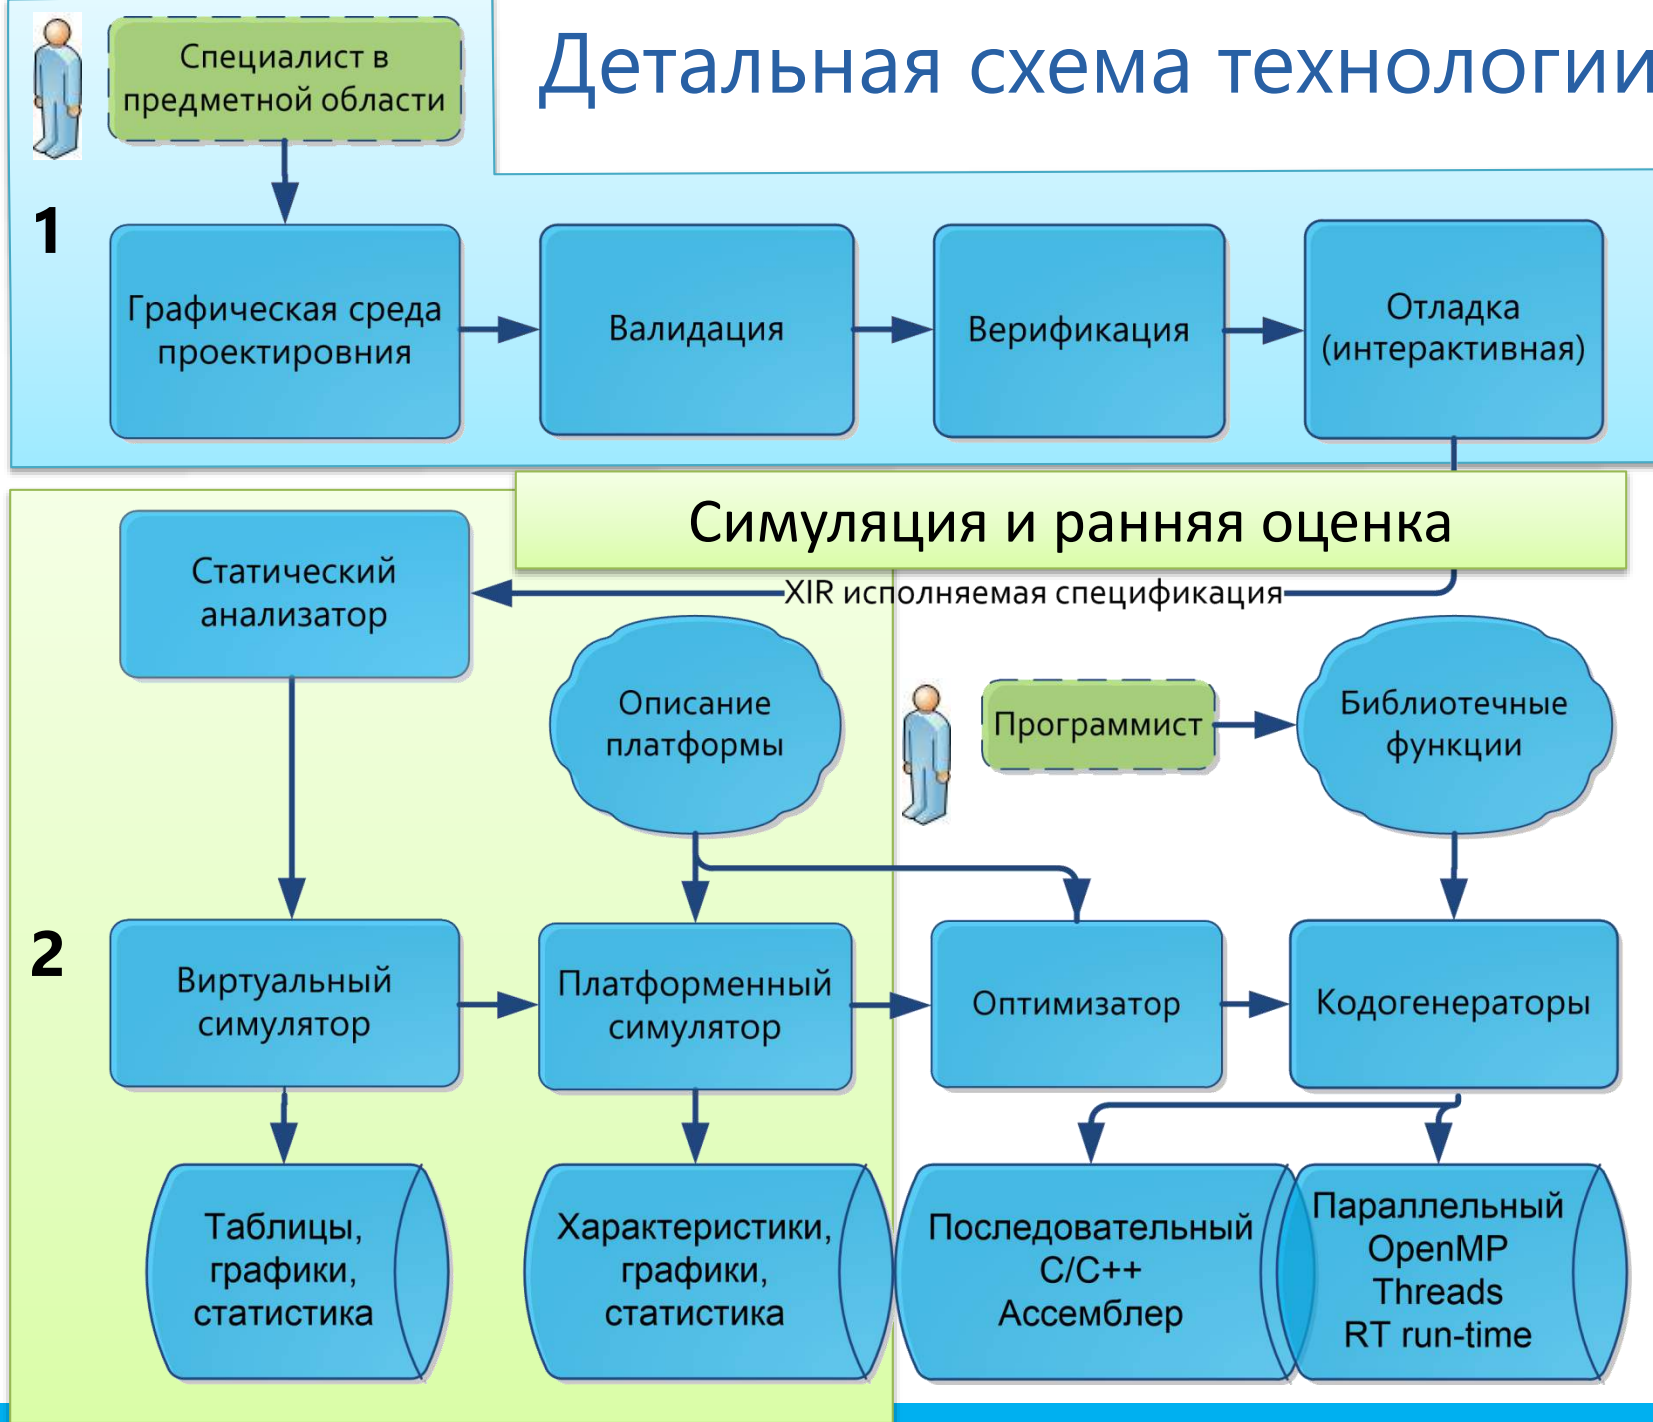 Детальная схема технологии
Специалист в
предметной области
1
Графическая среда
проектировния
Валидация
Верификация
Отладка
(интерактивная)
Симуляция и ранняя оценка
XIR исполняемая спецификация
Статический
анализатор
Описание
платформы
Программист
Библиотечные
функции
2
Виртуальный
симулятор
Платформенный
симулятор
Оптимизатор
Кодогенераторы
Таблицы,
графики,
статистика
Характеристики,
графики,
статистика
Последовательный
C/C++
Ассемблер
Параллельный
OpenMP
Threads
RT run-time